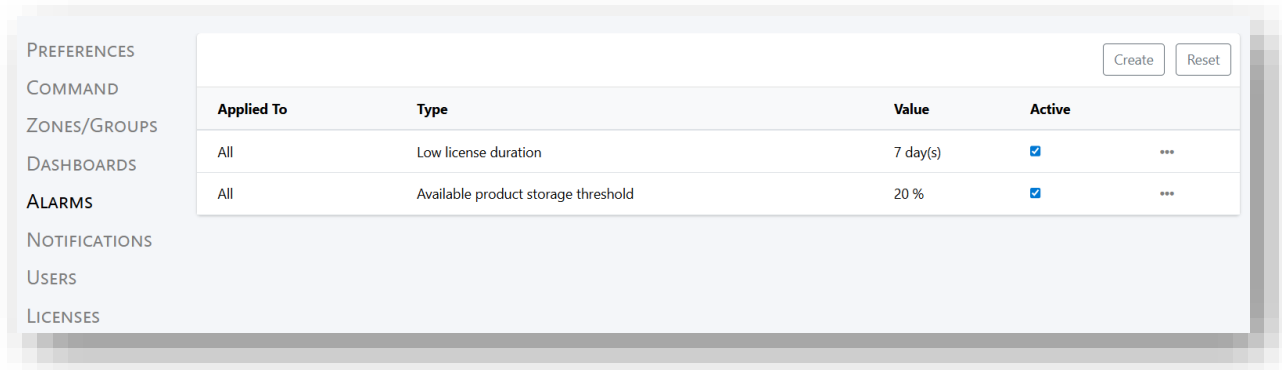 PREFERENCES
COMMAND
ZONES/GROUPS
DASHBOARDS
ALARMS
NOTIFICATIONS
USERS
LICENSES
Create Reset
Applied To Type Value Active
All Low license duration 7 day(s)
All Available product storage threshold 20 %